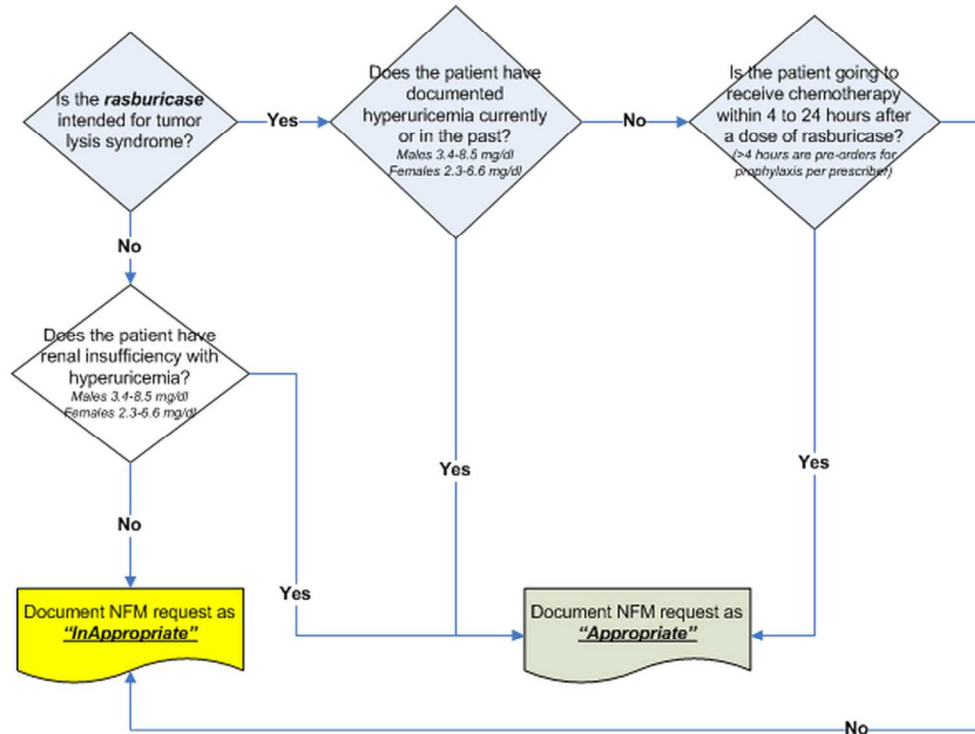 Is the rasburicase
intended for tumor
lysis syndrome?
Yes
Does the patient have
documented
hyperuricemia currently
or in the past?
Males 3.4-8.5 mg/dl
Females 2.3-6.6 mg/dl
No
Is the patient going to
receive chemotherapy
within 4 to 24 hours after
a dose of rasburicase?
(>4 hours are pre-orders for
prophylaxis per prescriber)
No
Does the patient have
renal insufficiency with
hyperuricemia?
Males 3.4-8.5 mg/dl
Females 2.3-6.6 mg/dl
Yes
Yes
No
Yes
Document NFM request as
“InAppropriate”
Document NFM request as
“Appropriate”
No